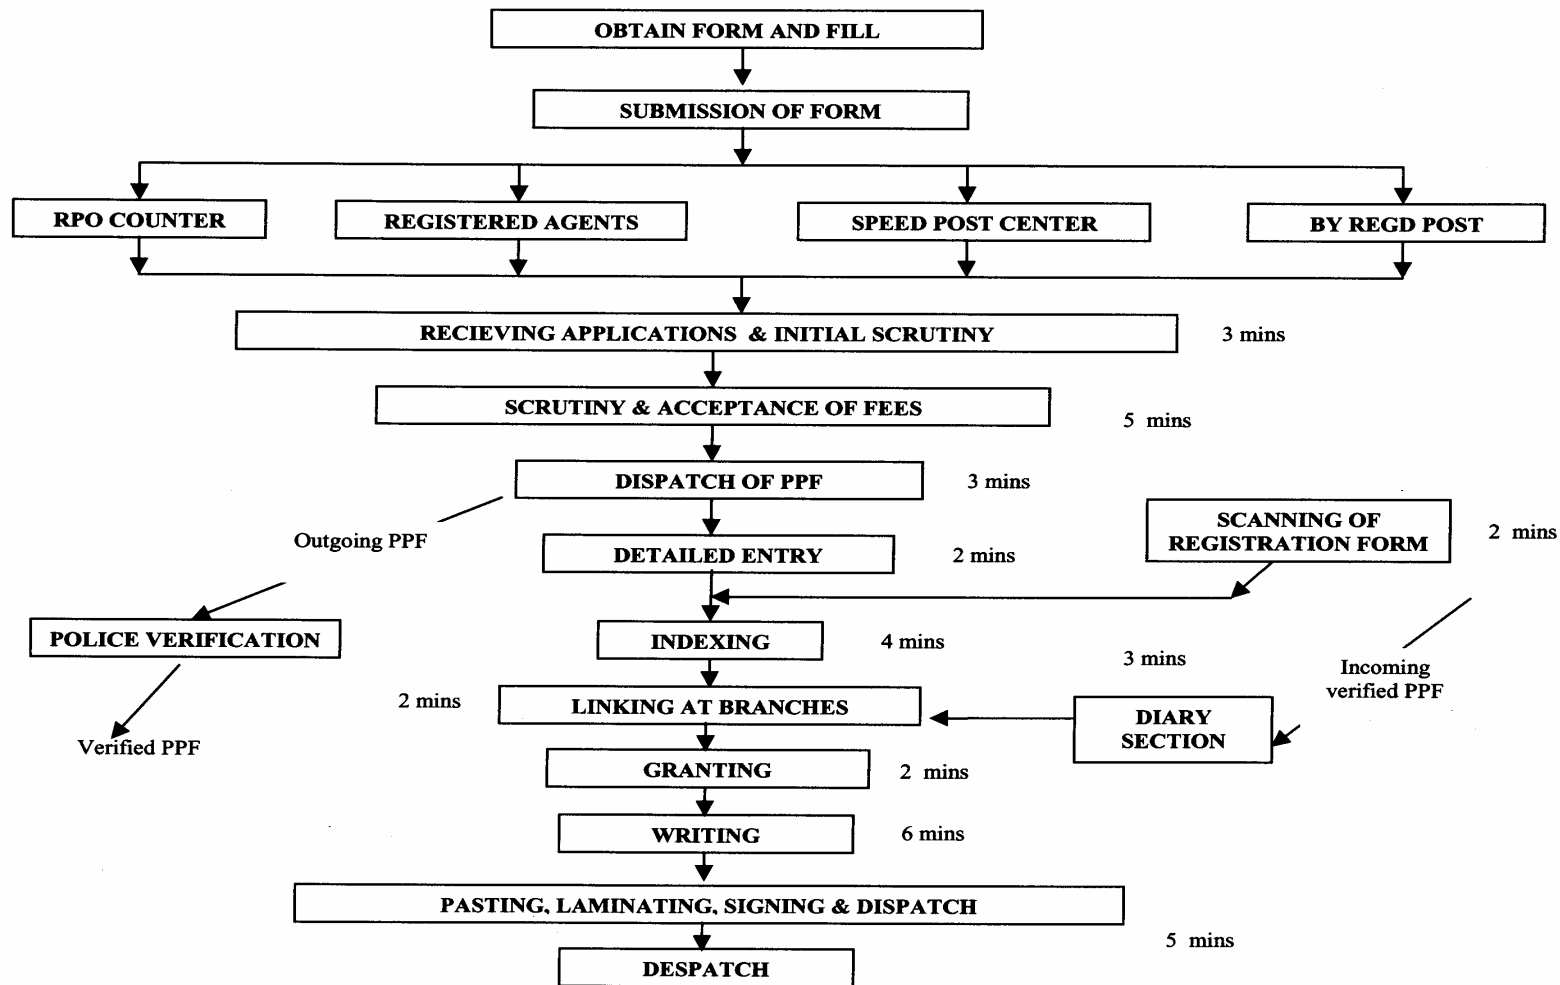 OBTAIN FORM AND FILL
SUBMISSION OF FORM
RPO COUNTER
REGISTERED AGENTS
SPEED POST CENTER
BY REGD POST
RECIEVING APPLICATIONS & INITIAL SCRUTINY
3 mins
SCRUTINY & ACCEPTANCE OF FEES
5 mins
DISPATCH OF PPF
3 mins
SCANNING OF
REGISTRATION FORM
2 mins
Outgoing PPF
DETAILED ENTRY
2 mins
POLICE VERIFICATION
INDEXING
4 mins
3 mins
Incoming
verified PPF
2 mins
LINKING AT BRANCHES
DIARY
SECTION
Verified PPF
GRANTING
2 mins
WRITING
6 mins
PASTING, LAMINATING, SIGNING & DISPATCH
5 mins
DESPATCH